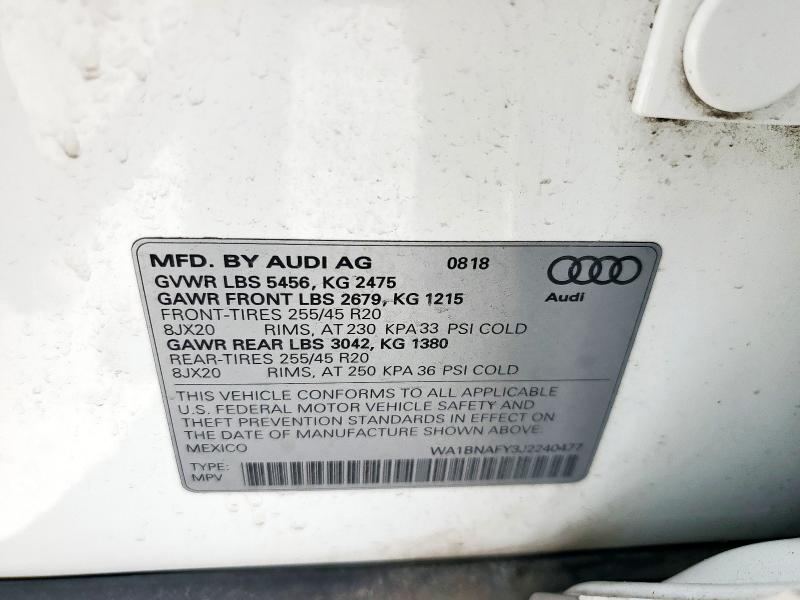 MFD. BY AUDI AG 0818
GVWR LBS 5456, KG 2475
GAWR FRONT LBS 2679, KG 1215
FRONT-TIRES 255/45 R20
8JX20 RIMS, AT 230 KPA 33 PSI COLD
GAWR REAR LBS 3042, KG 1380
REAR-TIRES 255/45 R20
8JX20 RIMS, AT 250 KPA 36 PSI COLD
Audi
THIS VEHICLE CONFORMS TO ALL APPLICABLE
U.S. FEDERAL MOTOR VEHICLE SAFETY AND
THEFT PREVENTION STANDARDS IN EFFECT ON
THE DATE OF MANUFACTURE SHOWN ABOVE.
MEXICO WA1BNAFY3J2240477
TYPE:
MPV